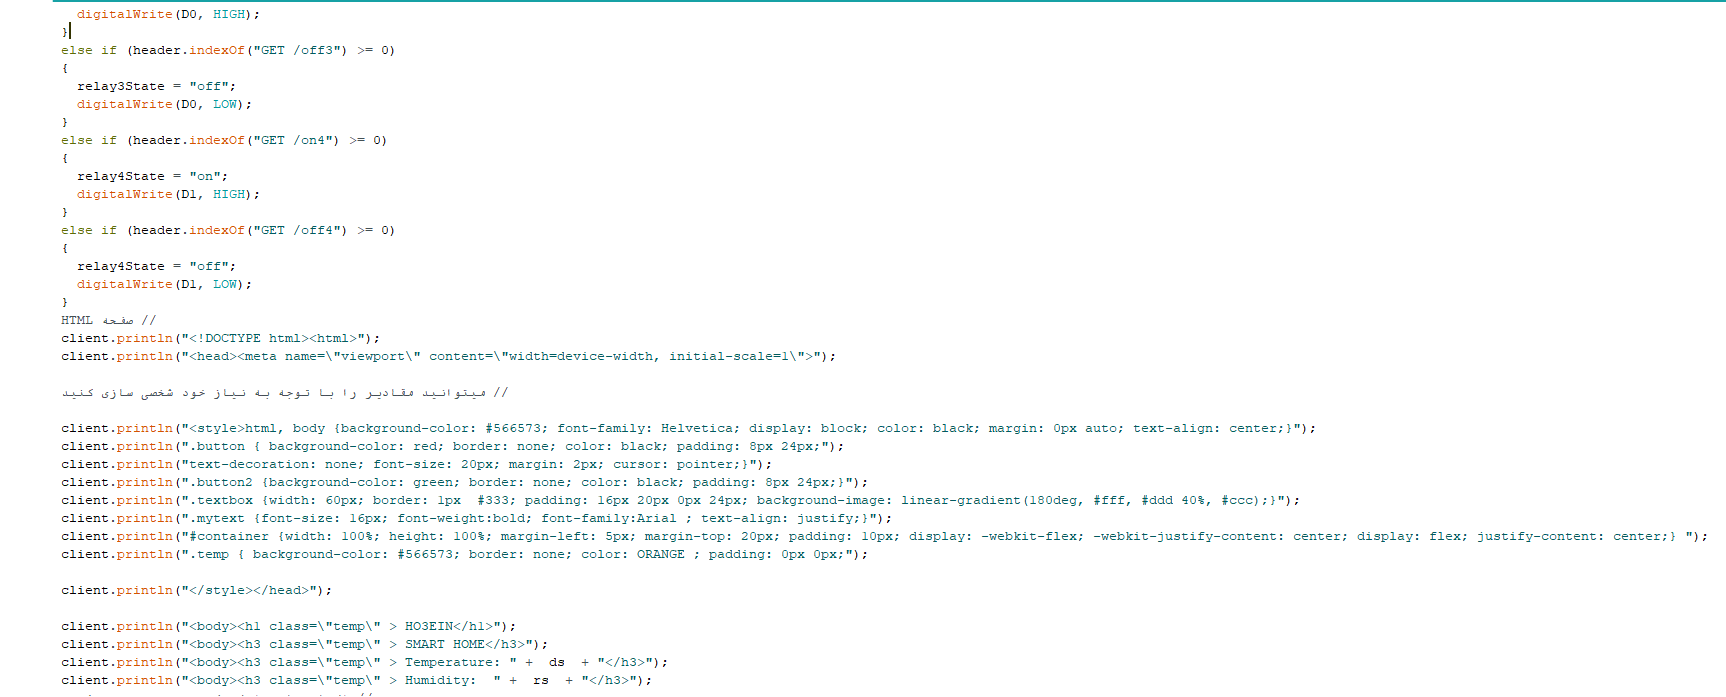 digitalWrite(D0, HIGH);
}
else if (header.indexOf("GET /off3") >= 0)
{
relay3State = "off";
digitalWrite(D0, LOW);
}
else if (header.indexOf("GET /on4") >= 0)
{
relay4State = "on";
digitalWrite(D1, HIGH);
}
else if (header.indexOf("GET /off4") >= 0)
{
relay4State = "off";
digitalWrite(D1, LOW);
}
// صفحه HTML
client.println("<!DOCTYPE html><html>");
client.println("<head><meta name=\"viewport\" content=\"width=device-width, initial-scale=1\">");
// میتوانید مقادیر را با توجه به نیاز خود شخصی سازی کنید
client.println("<style>html, body {background-color: #566573; font-family: Helvetica; display: block; color: black; margin: 0px auto; text-align: center;}");
client.println(".button { background-color: red; border: none; color: black; padding: 8px 24px;");
client.println("text-decoration: none; font-size: 20px; margin: 2px; cursor: pointer;}");
client.println(".button2 {background-color: green; border: none; color: black; padding: 8px 24px;}");
client.println(".textbox {width: 60px; border: 1px  #333; padding: 16px 20px 0px 24px; background-image: linear-gradient(180deg, #fff, #ddd 40%, #ccc);}");
client.println(".mytext {font-size: 16px; font-weight:bold; font-family:Arial ; text-align: justify;}");
client.println("#container {width: 100%; height: 100%; margin-left: 5px; margin-top: 20px; padding: 10px; display: -webkit-flex; -webkit-justify-content: center; display: flex; justify-content: center;} ");
client.println(".temp { background-color: #566573; border: none; color: ORANGE ; padding: 0px 0px;");
client.println("</style></head>");
client.println("<body><h1 class=\"temp\" > HO3EIN</h1>");
client.println("<body><h3 class=\"temp\" > SMART HOME</h3>");
client.println("<body><h3 class=\"temp\" > Temperature: " +  ds  + "</h3>");
client.println("<body><h3 class=\"temp\" > Humidity:  " +  rs  + "</h3>");